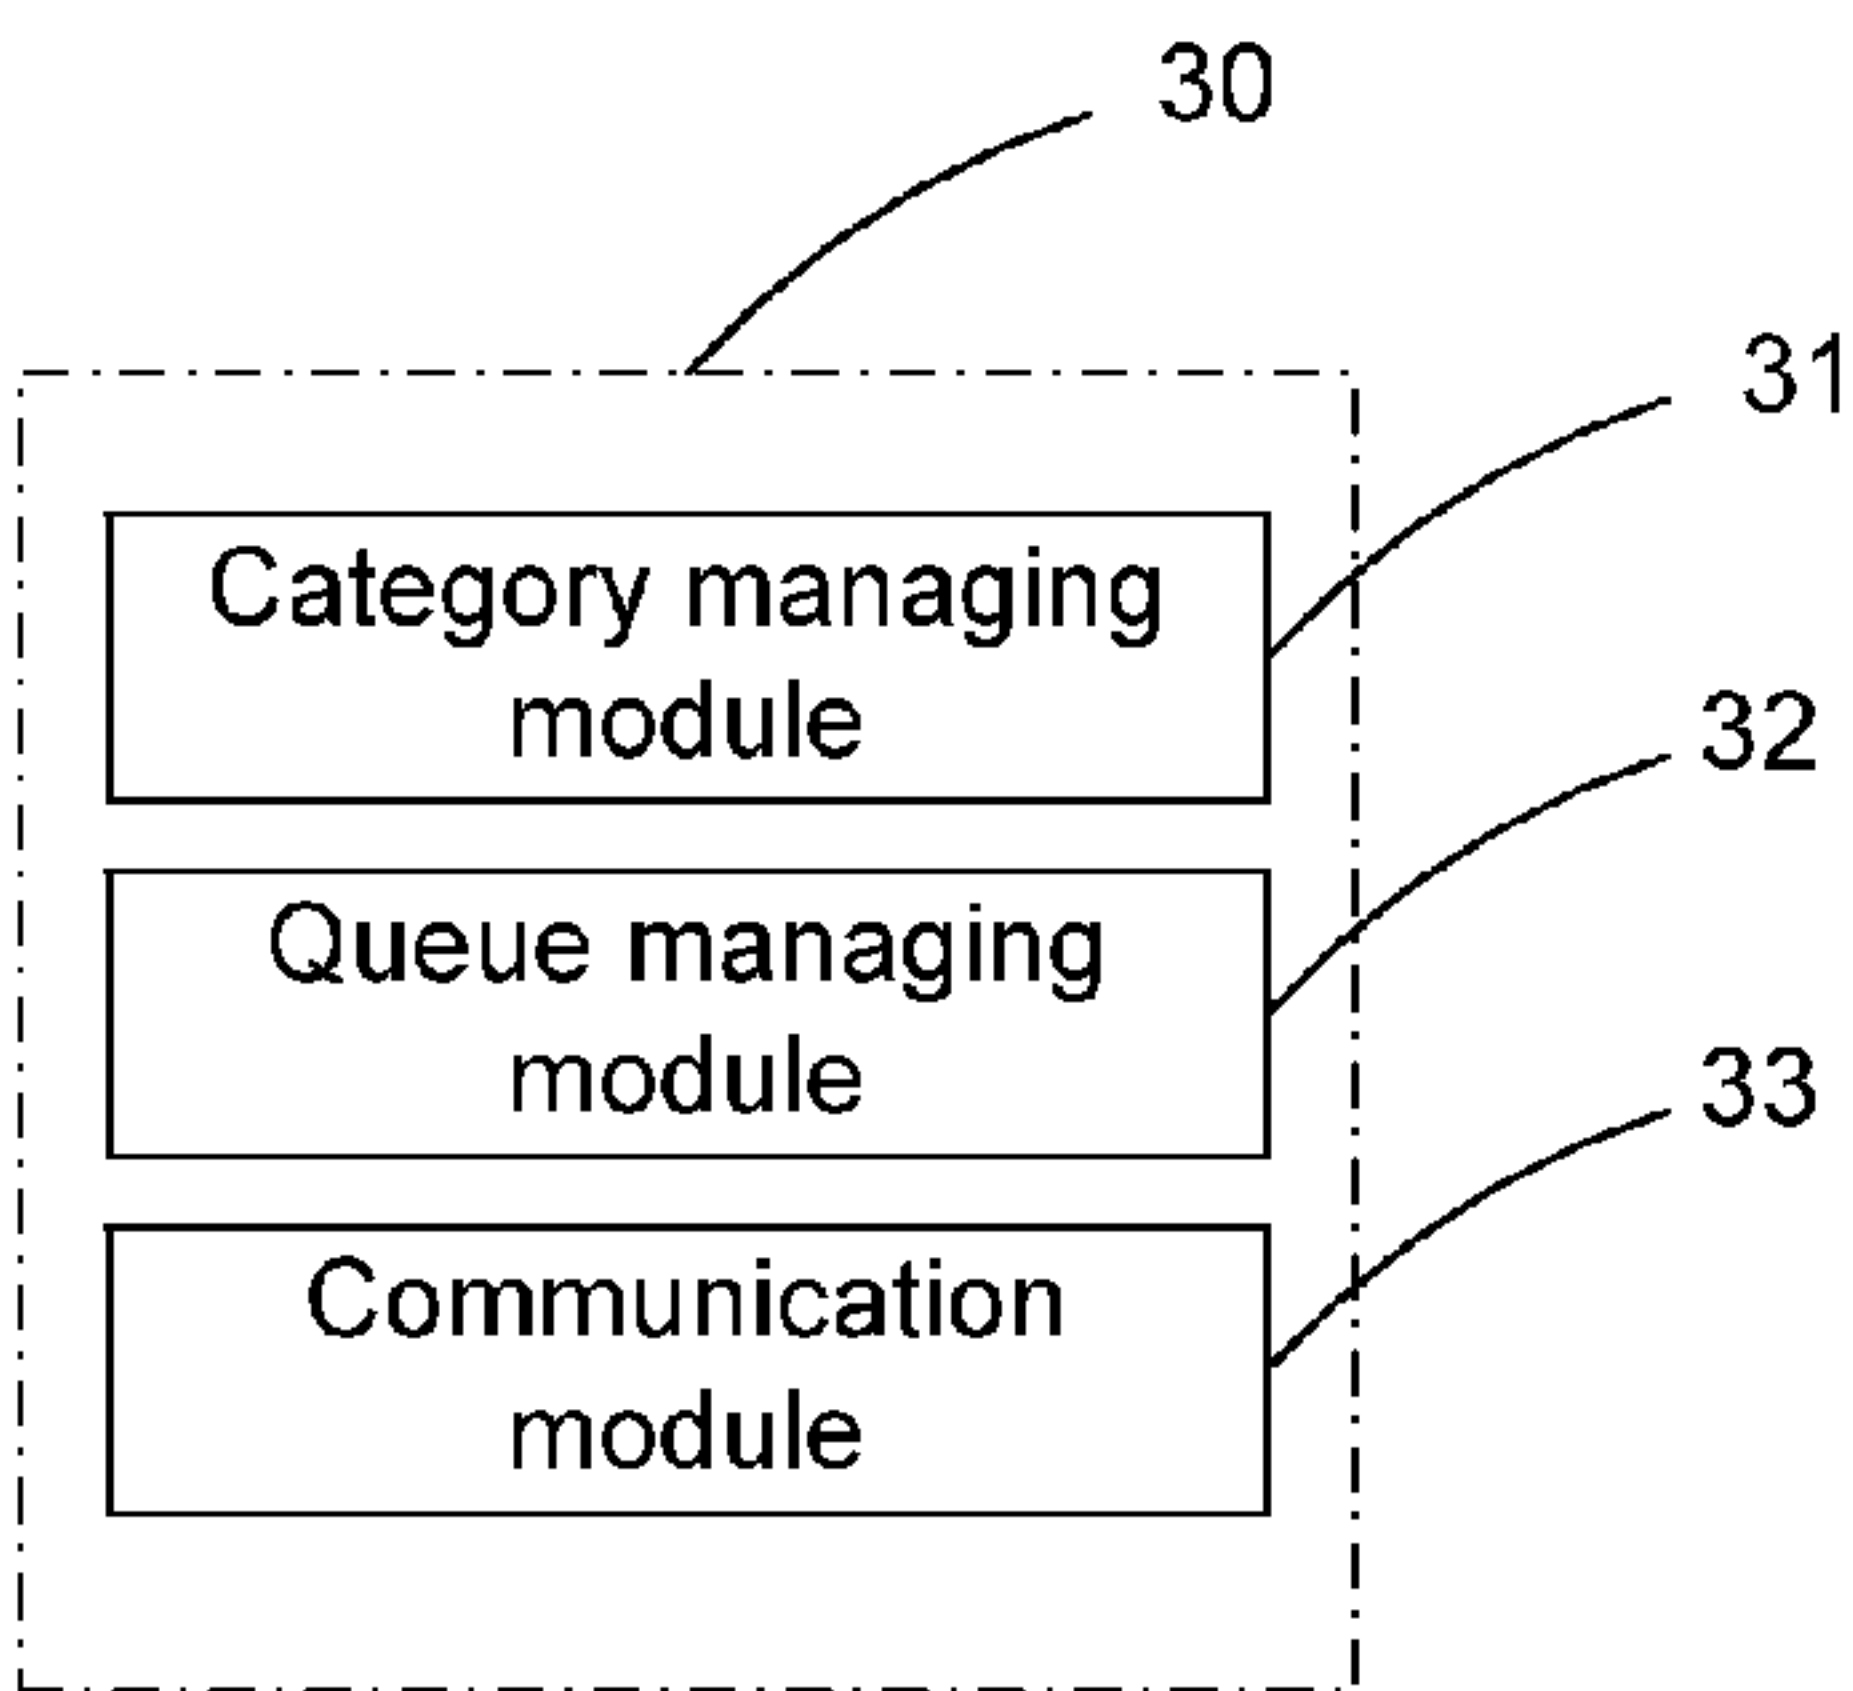 30
31
Category managing
module
32
Queue managing
module
33
Communication
module